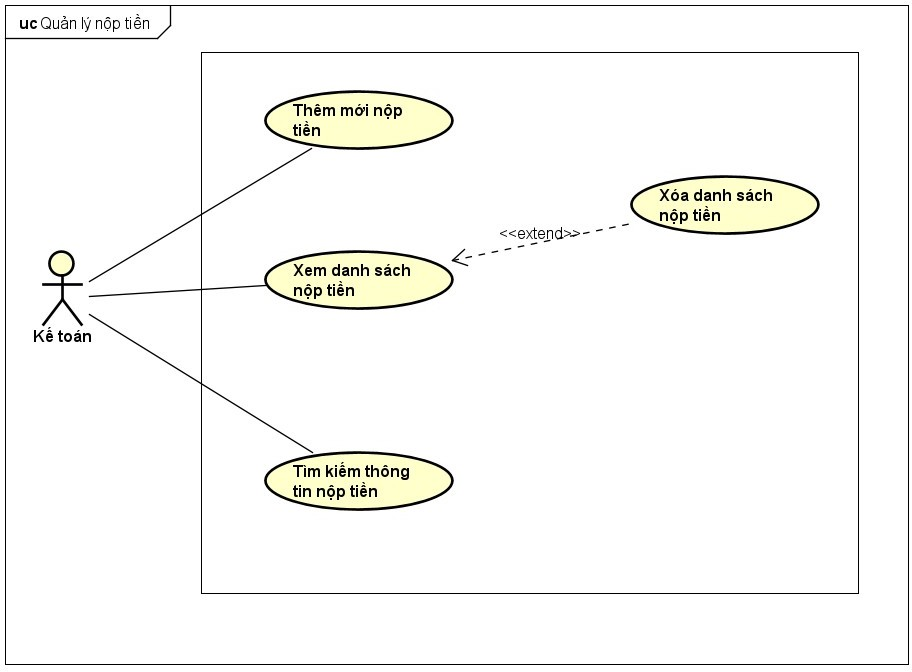 uc Quản lý nộp tiền
Thêm mới nộp
tiền
Xóa danh sách
nộp tiền
<<extend>>
Xem danh sách
nộp tiền
Kế toán
Tìm kiếm thông
tin nộp tiền